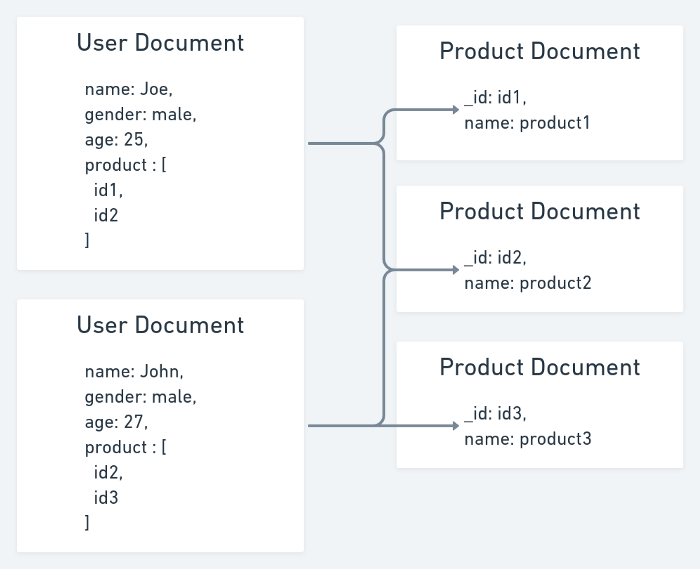 User Document
name: Joe,
gender: male,
age: 25,
product : [
id1,
id2
]
User Document
name: John,
gender: male,
age: 27,
product : [
id2,
id3
]
Product Document
_id: id1,
name: product1
Product Document
_id: id2,
name: product2
Product Document
_id: id3,
name: product3